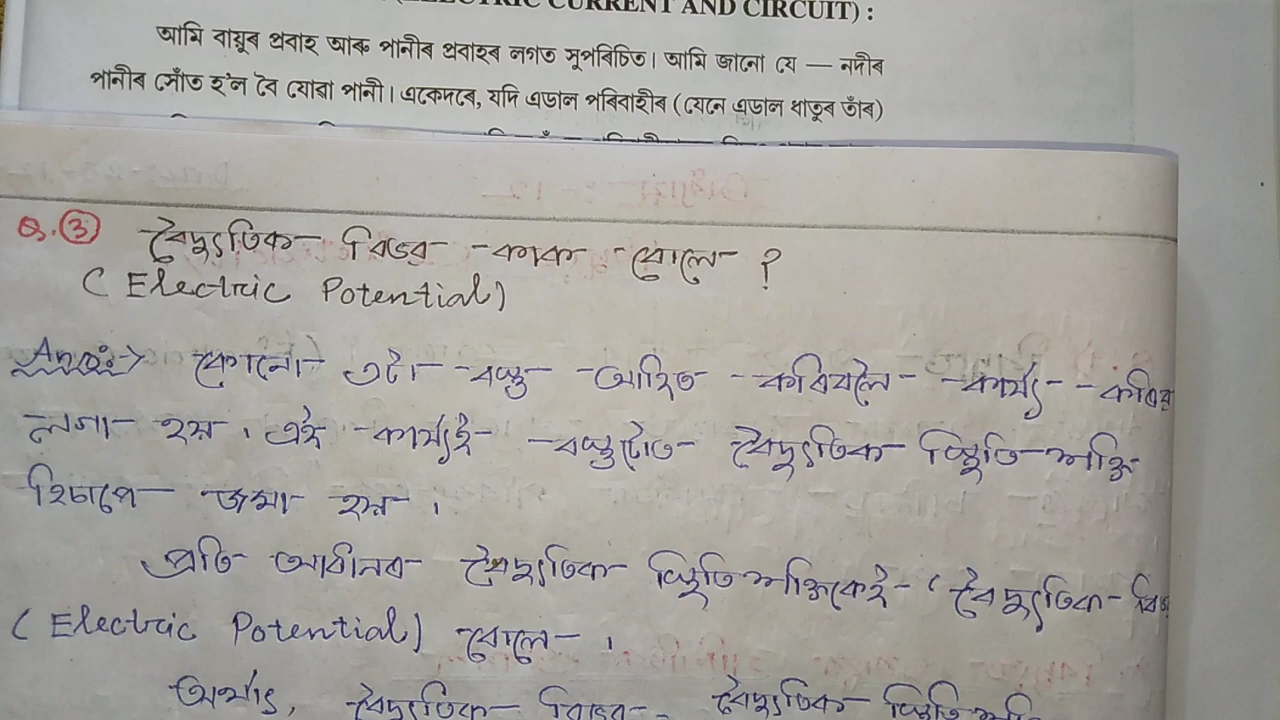 (ELECTRIC CURRENT AND CIRCUIT) :
আমি বায়ুৰ প্ৰবাহ আৰু পানীৰ প্ৰবাহৰ লগত সুপৰিচিত। আমি জানো যে — নদীৰ
পানীৰ সোঁত হ'ল বৈ যোৱা পানী। একেদৰে, যদি এডাল পৰিবাহীৰ (যেনে এডাল ধাতুৰ তাঁৰ)
Q. (3) বৈদ্যুতিক বিভৱ কাক বোলে ?
(Electric Potential)
Ans:→ কোনো এটা বস্তু আহিত কৰিবলৈ কাৰ্য্য কৰিব
লগা হয়। এই কাৰ্য্যই বস্তুটোত বৈদ্যুতিক স্থিতি শক্তি
হিচাপে জমা হয়।
প্ৰতি আধানৰ বৈদ্যুতিক স্থিতি শক্তিকেই (বৈদ্যুতিক
(Electric Potential) বোলে।
অৰ্থাৎ, বৈদ্যুতিক বিভৱ বৈদ্যুতিক স্থিতি